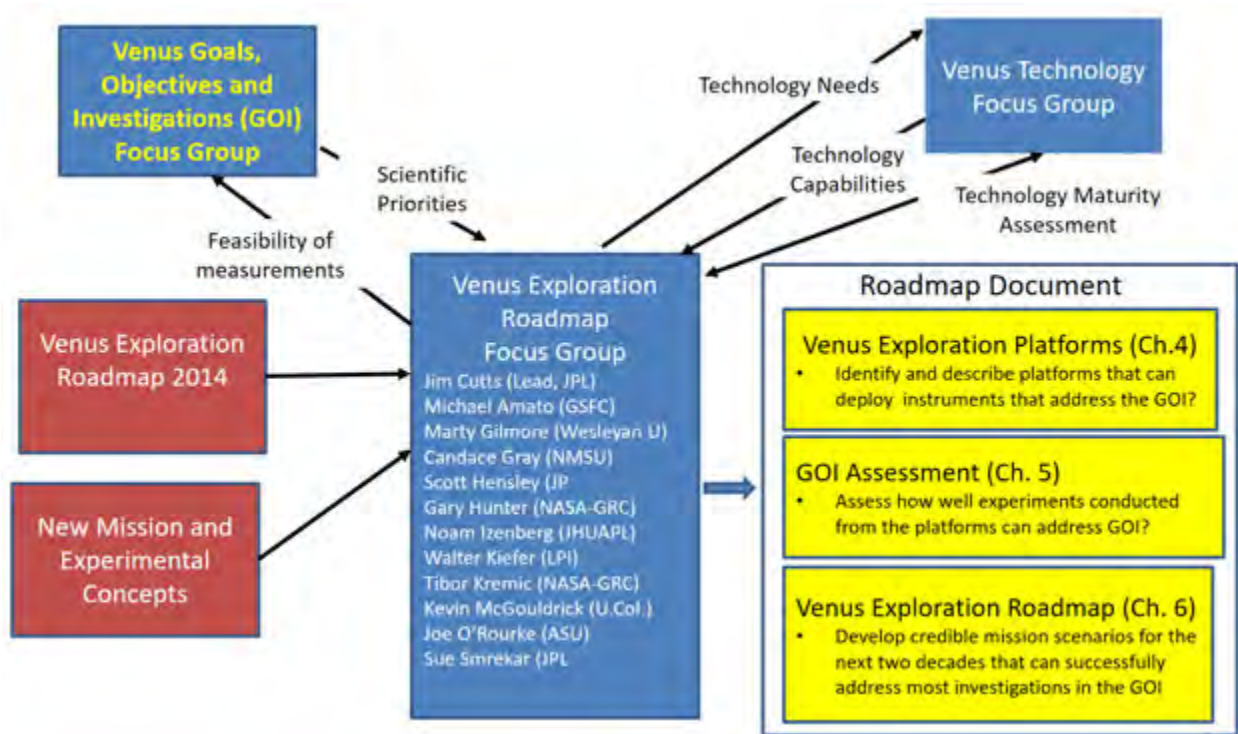 Venus Goals,
Objectives and
Investigations (GOI)
Focus Group
Technology Needs
Venus Technology
Focus Group
Scientific
Priorities
Technology
Capabilities
Technology Maturity
Assessment
Feasibility of
measurements
Venus Exploration
Roadmap 2014
New Mission and
Experimental
Concepts
Venus Exploration
Roadmap
Focus Group
Jim Cutts (Lead, JPL)
Michael Amato (GSFC)
Marty Gilmore (Wesleyan U)
Candace Gray (NMSU)
Scott Hensley (JP
Gary Hunter (NASA-GRC)
Noam Izenberg (JHUAPL)
Walter Kiefer (LPI)
Tibor Kremic (NASA-GRC)
Kevin McGouldrick (U.Col.)
Joe O'Rourke (ASU)
Sue Smrekar (JPL
Roadmap Document
Venus Exploration Platforms (Ch.4)
• Identify and describe platforms that can
deploy instruments that address the GOI?
GOI Assessment (Ch. 5)
• Assess how well experiments conducted
from the platforms can address GOI?
Venus Exploration Roadmap (Ch. 6)
• Develop credible mission scenarios for the
next two decades that can successfully
address most investigations in the GOI